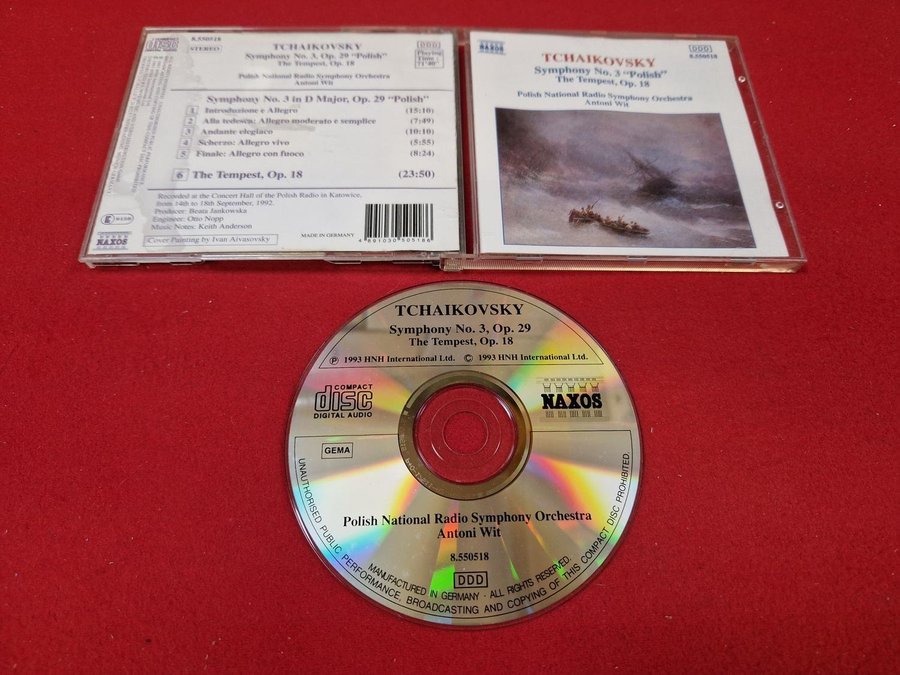 8.550518
STEREO
TCHAIKOVSKY
Symphony No. 3, Op. 29 "Polish"
The Tempest, Op. 18
Polish National Radio Symphony Orchestra
Antoni Wit
DDD
Playing
Time :
71'40"
Symphony No. 3 in D Major, Op. 29 "Polish"
1 Introduzione e Allegro (15:10)
2 Alla tedesca: Allegro moderato e semplice (7:49)
3 Andante elegiaco (10:10)
4 Scherzo: Allegro vivo (5:55)
5 Finale: Allegro con fuoco (8:24)
6 The Tempest, Op. 18 (23:50)
Recorded at the Concert Hall of the Polish Radio in Katowice,
from 14th to 18th September, 1992.
Producer: Beata Jankowska
Engineer: Otto Nopp
Music Notes: Keith Anderson
NAXOS
Cover Painting by Ivan Aivasovsky
MADE IN GERMANY
4 891030 505186
NAXOS
DDD
8.550518
TCHAIKOVSKY
Symphony No. 3 "Polish"
The Tempest, Op. 18
Polish National Radio Symphony Orchestra
Antoni Wit
TCHAIKOVSKY
Symphony No. 3, Op. 29
The Tempest, Op. 18
℗ 1993 HNH International Ltd. © 1993 HNH International Ltd.
COMPACT
disc
DIGITAL AUDIO
NAXOS
GEMA
Polish National Radio Symphony Orchestra
Antoni Wit
8.550518
DDD
MANUFACTURED IN GERMANY · ALL RIGHTS RESERVED.
UNAUTHORISED PUBLIC PERFORMANCE, BROADCASTING AND COPYING OF THIS COMPACT DISC PROHIBITED.